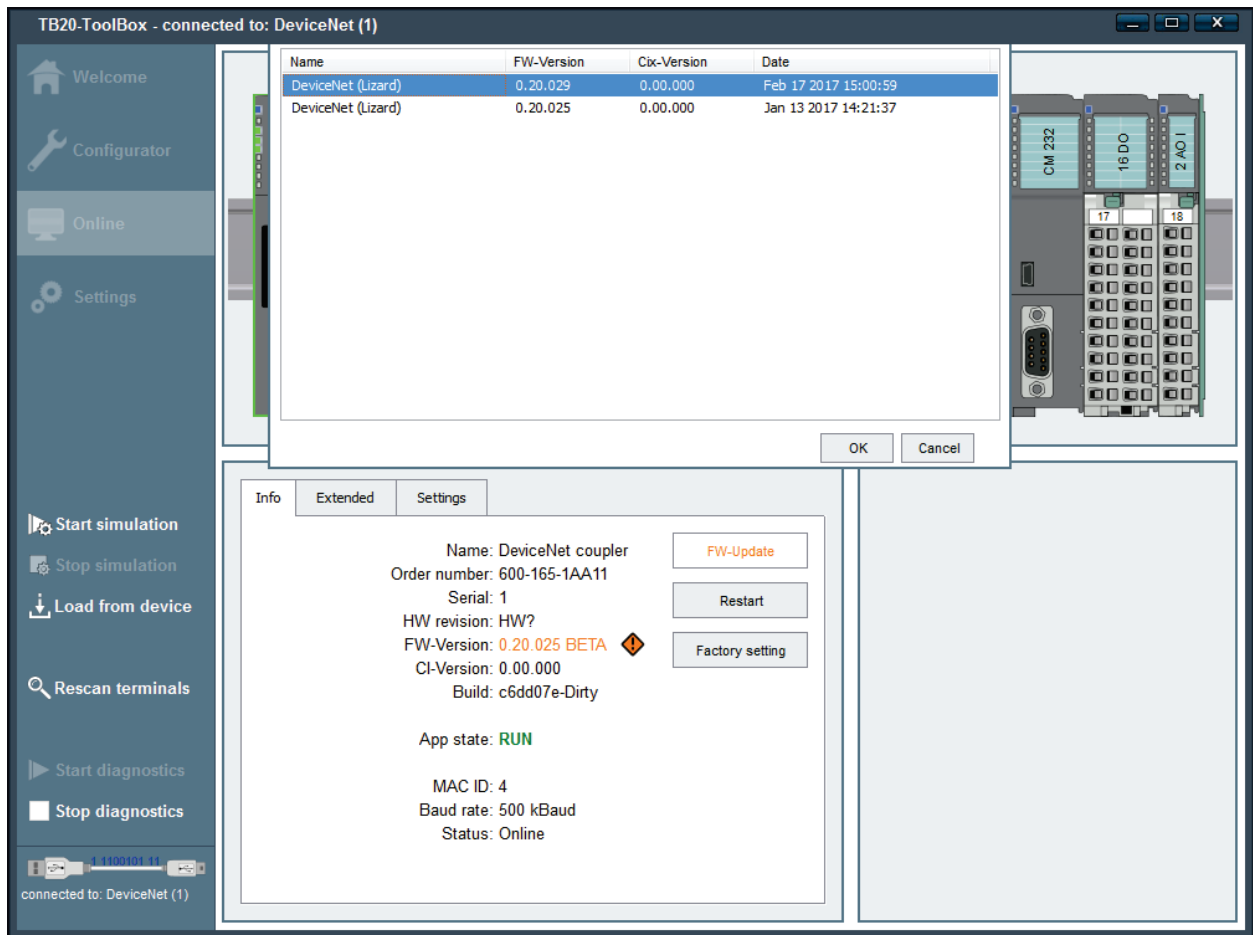 TB20-ToolBox - connected to: DeviceNet (1)
Welcome
Configurator
Online
Settings
Start simulation
Stop simulation
Load from device
Rescan terminals
Start diagnostics
Stop diagnostics
1 1100101 11
connected to: DeviceNet (1)
Name FW-Version Cix-Version Date
DeviceNet (Lizard) 0.20.029 0.00.000 Feb 17 2017 15:00:59
DeviceNet (Lizard) 0.20.025 0.00.000 Jan 13 2017 14:21:37
OK Cancel
CM 232
16 DO
2 AO I
17
18
Info Extended Settings
Name: DeviceNet coupler
Order number: 600-165-1AA11
Serial: 1
HW revision: HW?
FW-Version: 0.20.025 BETA
CI-Version: 0.00.000
Build: c6dd07e-Dirty
App state: RUN
MAC ID: 4
Baud rate: 500 kBaud
Status: Online
FW-Update
Restart
Factory setting